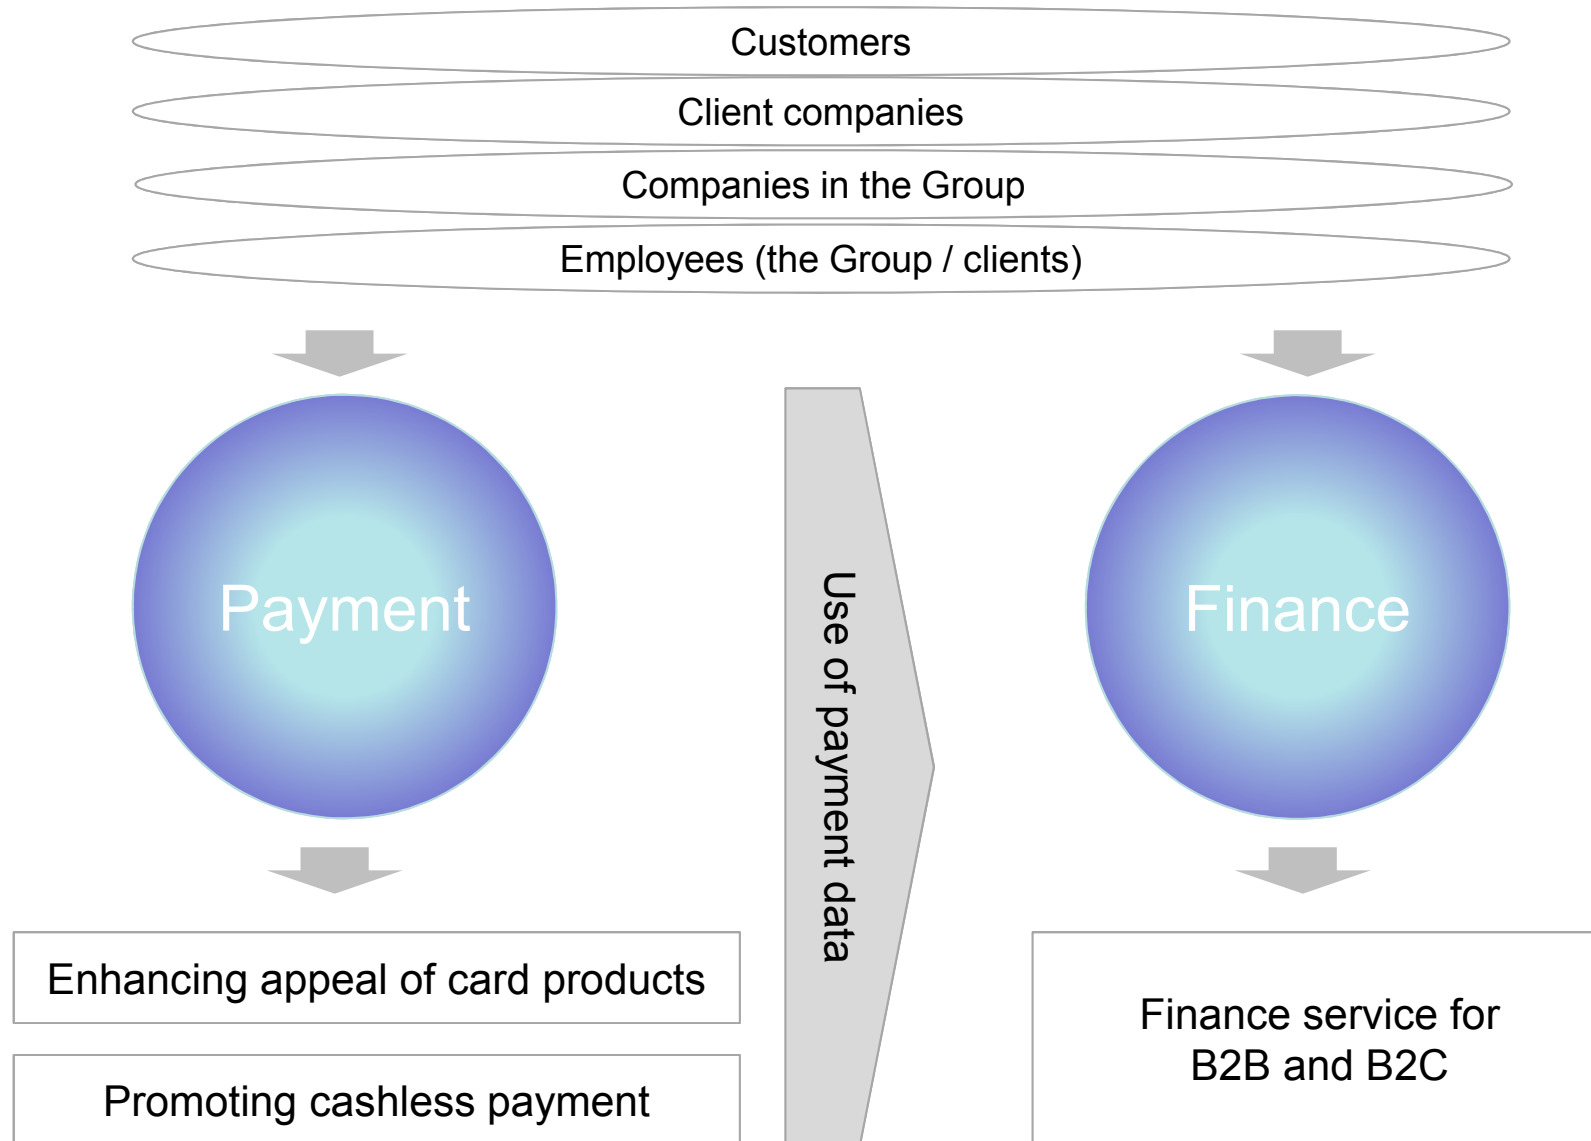 Customers
Client companies
Companies in the Group
Employees (the Group / clients)
Payment
Use of payment data
Finance
Enhancing appeal of card products
Promoting cashless payment
Finance service for
B2B and B2C